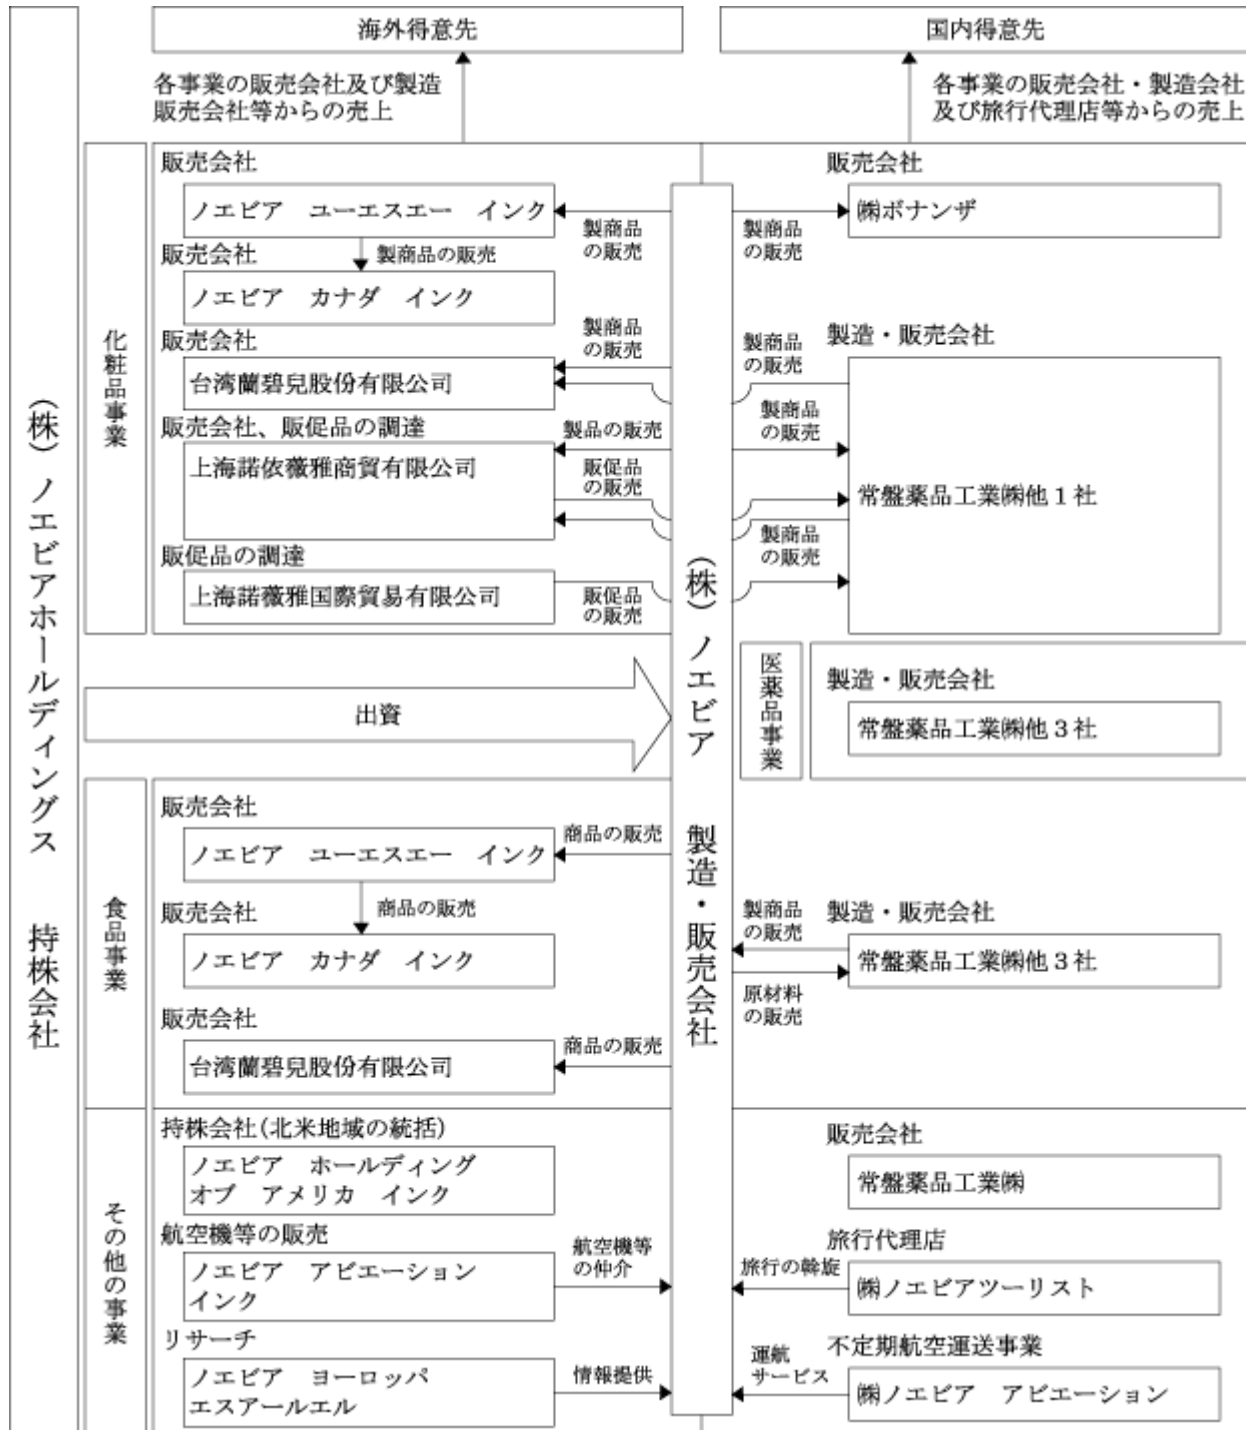 海外得意先
国内得意先
各事業の販売会社及び製造
販売会社等からの売上
各事業の販売会社・製造会社
及び旅行代理店等からの売上
(株)ノエビアホールディングス 持株会社
化粧品事業
販売会社
ノエビア ユーエスエー インク
製商品の販売
販売会社
ノエビア カナダ インク
販売会社
台湾蘭碧兒股份有限公司
販売会社、販促品の調達
上海諾依薇雅商貿有限公司
販促品の調達
上海諾薇雅国際貿易有限公司
製商品
の販売
製商品
の販売
製品の販売
販促品
の販売
販促品
の販売
(株)ノエビア 製造・販売会社
製商品
の販売
製商品
の販売
製商品
の販売
製商品
の販売
販売会社
㈱ボナンザ
製造・販売会社
常盤薬品工業㈱他1社
出資
医薬品事業
製造・販売会社
常盤薬品工業㈱他3社
食品事業
販売会社
ノエビア ユーエスエー インク
商品の販売
商品の販売
販売会社
ノエビア カナダ インク
販売会社
台湾蘭碧兒股份有限公司
商品の販売
製商品
の販売
原材料
の販売
製造・販売会社
常盤薬品工業㈱他3社
その他の事業
持株会社(北米地域の統括)
ノエビア ホールディング
オブ アメリカ インク
航空機等の販売
ノエビア アビエーション
インク
航空機等
の仲介
リサーチ
ノエビア ヨーロッパ
エスアールエル
情報提供
販売会社
常盤薬品工業㈱
旅行代理店
旅行の斡旋
㈱ノエビアツーリスト
不定期航空運送事業
運航
サービス
㈱ノエビア アビエーション